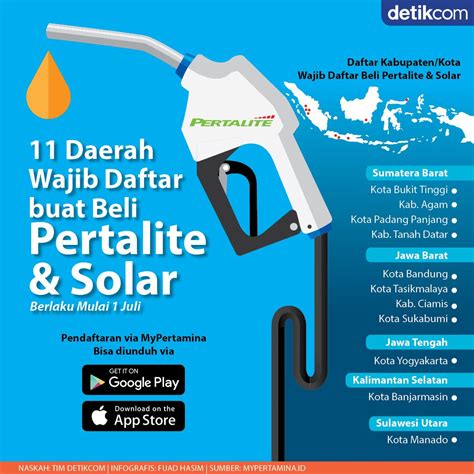 detikcom
Daftar Kabupaten/Kota
Wajib Daftar Beli Pertalite & Solar
PERTALITE
11 Daerah
Wajib Daftar
buat Beli
Pertalite
& Solar
Berlaku Mulai 1 Juli
Pendaftaran via MyPertamina
Bisa diunduh via
GET IT ON
Google Play
Download on the
App Store
Sumatera Barat
Kota Bukit Tinggi
Kab. Agam
Kota Padang Panjang
Kab. Tanah Datar
Jawa Barat
Kota Bandung
Kota Tasikmalaya
Kab. Ciamis
Kota Sukabumi
Jawa Tengah
Kota Yogyakarta
Kalimantan Selatan
Kota Banjarmasin
Sulawesi Utara
Kota Manado
NASKAH: TIM DETIKCOM | INFOGRAFIS: FUAD HASIM | SUMBER: MYPERTAMINA.ID